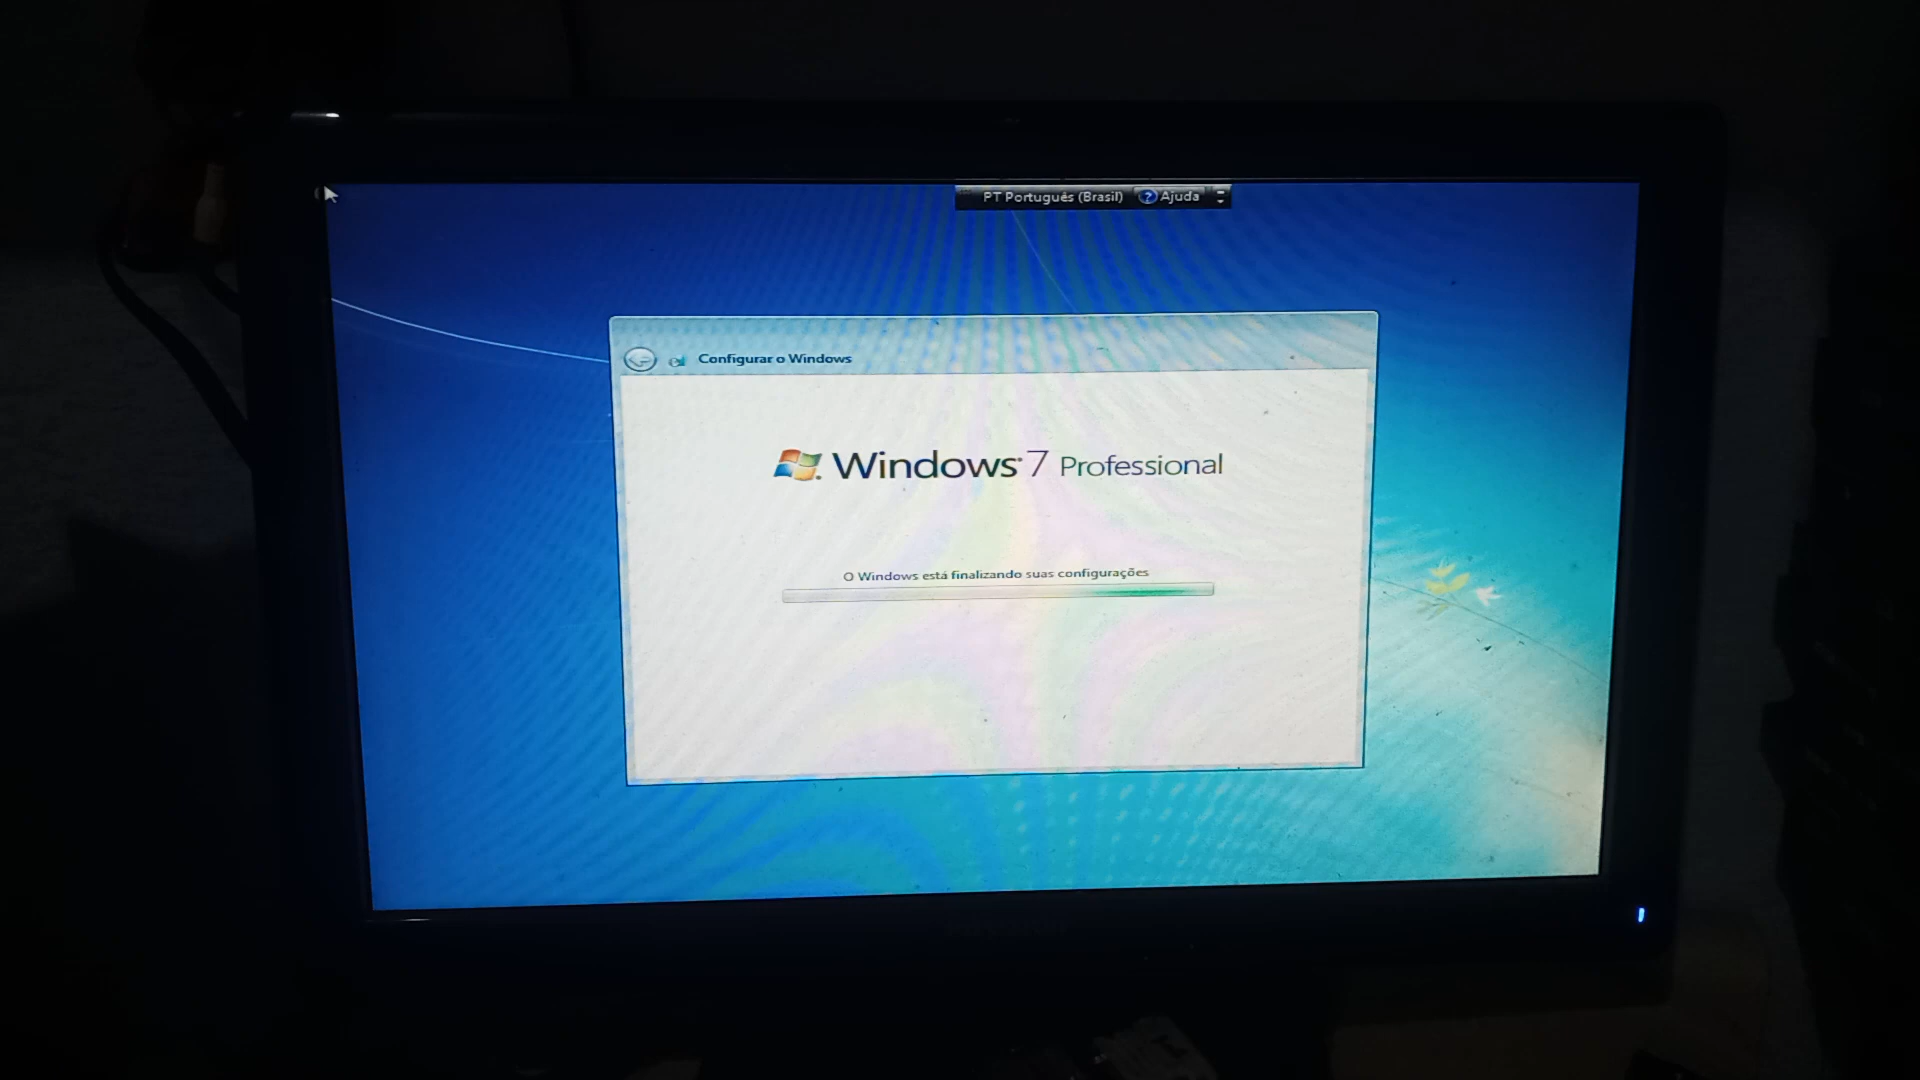 PT Português (Brasil) ? Ajuda
Configurar o Windows
Windows 7 Professional
O Windows está finalizando suas configurações